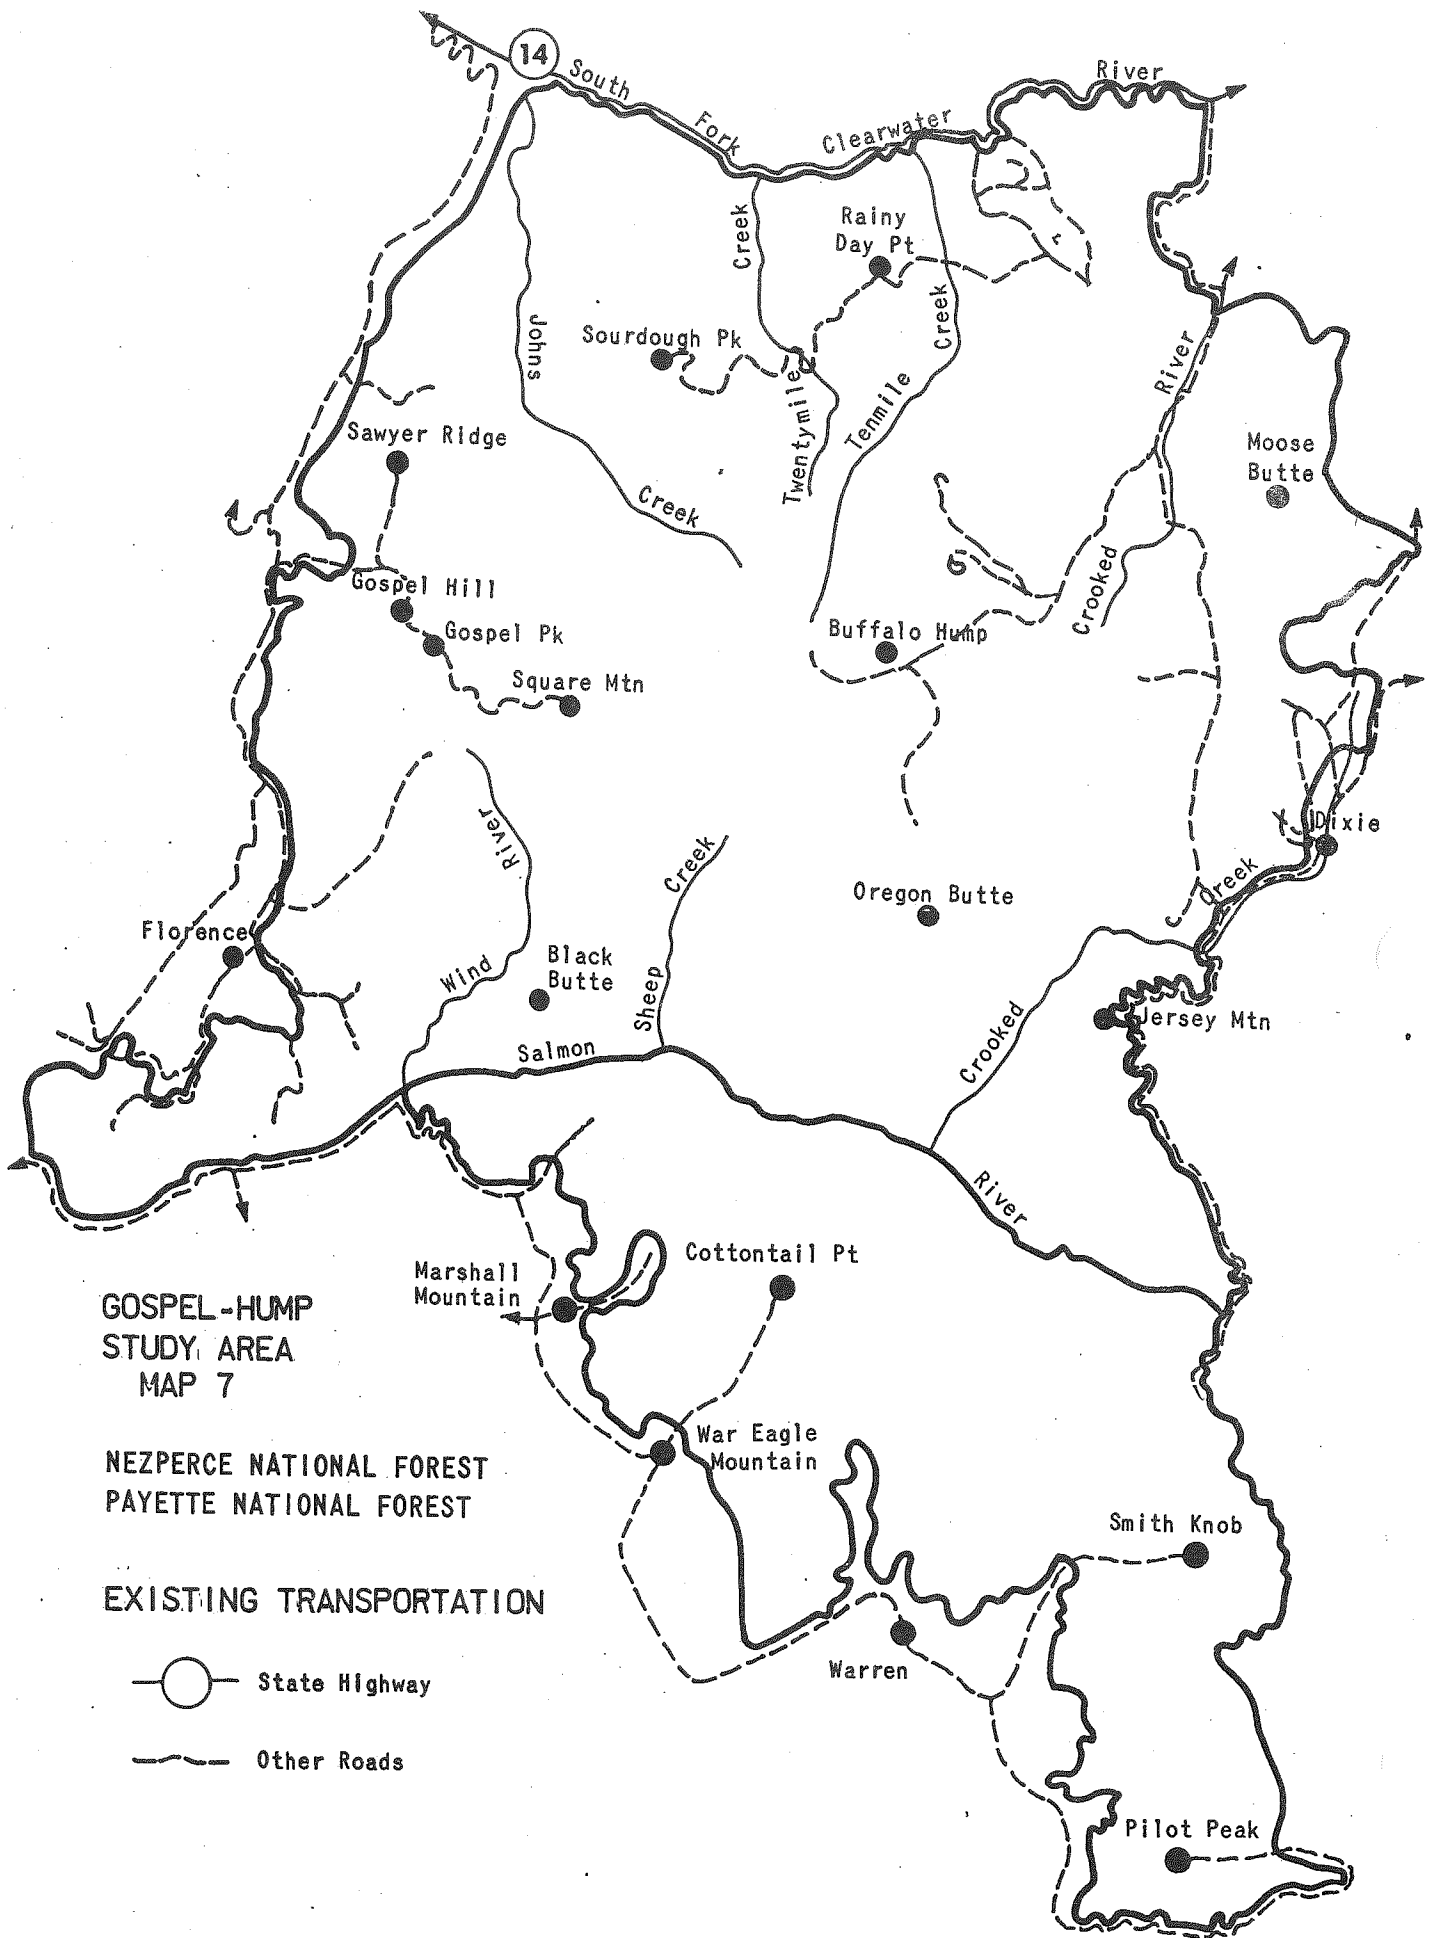 14
South
Fork
Clearwater
River
Rainy
Day Pt
Creek
Creek
Johns
Creek
Sourdough Pk
Twentymile
Tenmile
River
Crooked
Moose
Butte
Sawyer Ridge
Gospel Hill
Gospel Pk
Square Mtn
Buffalo Hump
River
Wind
Creek
Sheep
Dixie
Creek
Crooked
Oregon Butte
Florence
Black
Butte
Jersey Mtn
Salmon
River
Marshall
Mountain
Cottontail Pt
GOSPEL-HUMP
STUDY AREA
MAP 7
War Eagle
Mountain
NEZPERCE NATIONAL FOREST
PAYETTE NATIONAL FOREST
Smith Knob
EXISTING TRANSPORTATION
Warren
State Highway
Other Roads
Pilot Peak